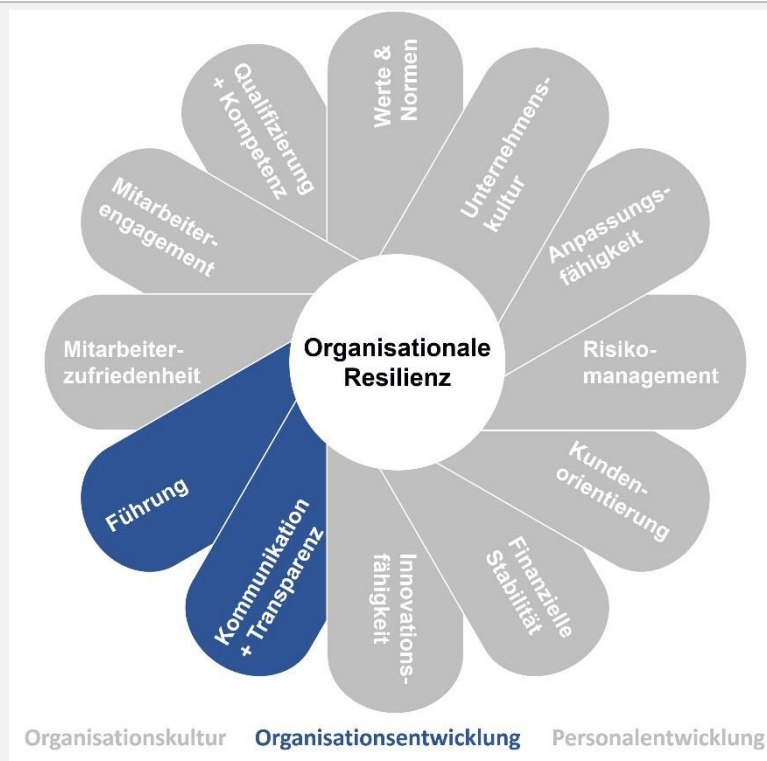 Werte &
Normen
Unternehmens-
kultur
Anpassungs-
fähigkeit
Risiko-
management
Kunden-
orientierung
Finanzielle
Stabilität
Innovations-
fähigkeit
Kommunikation
+ Transparenz
Führung
Mitarbeiter-
zufriedenheit
Mitarbeiter-
engagement
Qualifizierung
+ Kompetenz
Organisationale
Resilienz
Organisationskultur Organisationsentwicklung Personalentwicklung